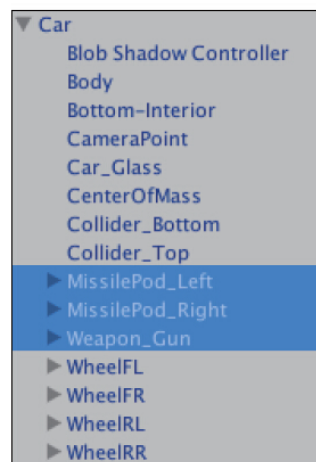 Car
Blob Shadow Controller
Body
Bottom-Interior
CameraPoint
Car_Glass
CenterOfMass
Collider_Bottom
Collider_Top
MissilePod_Left
MissilePod_Right
Weapon_Gun
WheelFL
WheelFR
WheelRL
WheelRR